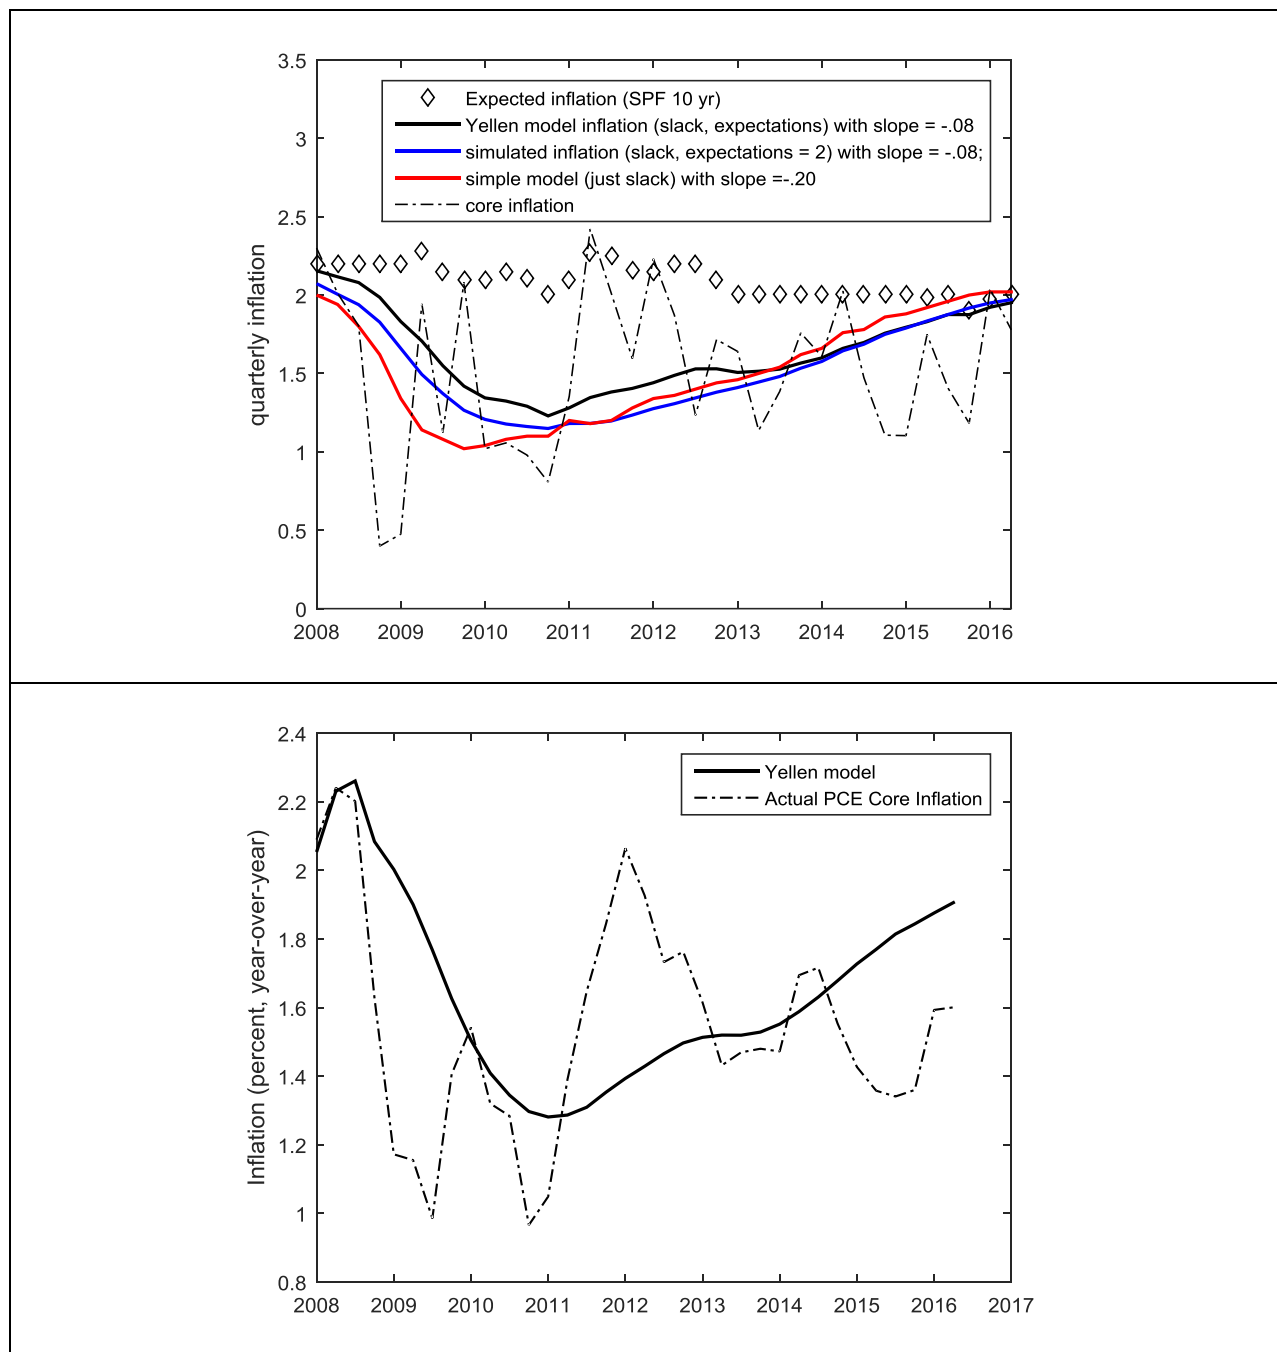 3.5
3
2.5
2
1.5
1
0.5
0
quarterly inflation
Expected inflation (SPF 10 yr)
Yellen model inflation (slack, expectations) with slope = -.08
simulated inflation (slack, expectations = 2) with slope = -.08;
simple model (just slack) with slope =-.20
core inflation
2008 2009 2010 2011 2012 2013 2014 2015 2016
2.4
2.2
2
1.8
1.6
1.4
1.2
1
0.8
Inflation (percent, year-over-year)
Yellen model
Actual PCE Core Inflation
2008 2009 2010 2011 2012 2013 2014 2015 2016 2017